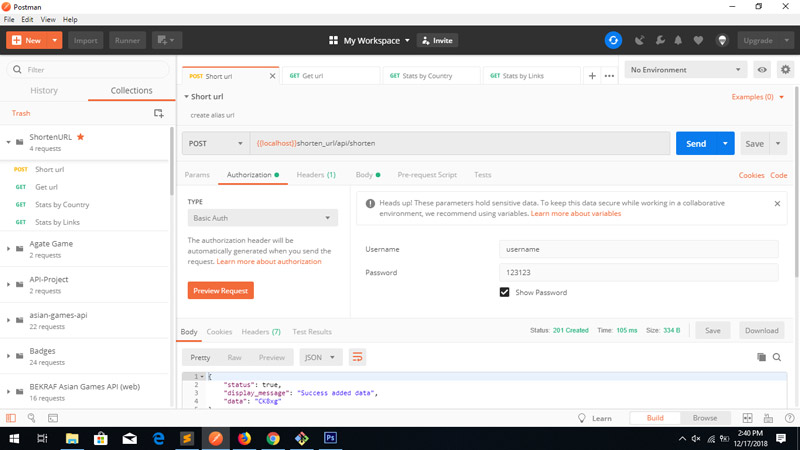 Postman
File Edit View Help
New Import Runner My Workspace Invite Upgrade
Filter
History Collections
Trash
ShortenURL
4 requests
POST Short url
GET Get url
GET Stats by Country
GET Stats by Links
Agate Game
2 requests
API-Project
2 requests
asian-games-api
22 requests
Badges
24 requests
BEKRAF Asian Games API (web)
16 requests
POST Short url GET Get url GET Stats by Country GET Stats by Links No Environment
Short url Examples (0)
create alias url
POST {{localhost}}shorten_url/api/shorten Send Save
Params Authorization Headers (1) Body Pre-request Script Tests Cookies Code
TYPE
Basic Auth
The authorization header will be
automatically generated when you send the
request. Learn more about authorization
Preview Request
Heads up! These parameters hold sensitive data. To keep this data secure while working in a collaborative
environment, we recommend using variables. Learn more about variables
Username username
Password 123123
Show Password
Body Cookies Headers (7) Test Results Status: 201 Created Time: 105 ms Size: 334 B Save Download
Pretty Raw Preview JSON
1 {
2 "status": true,
3 "display_message": "Success added data",
4 "data": "CK8xg"
Learn Build Browse
2:40 PM
12/17/2018